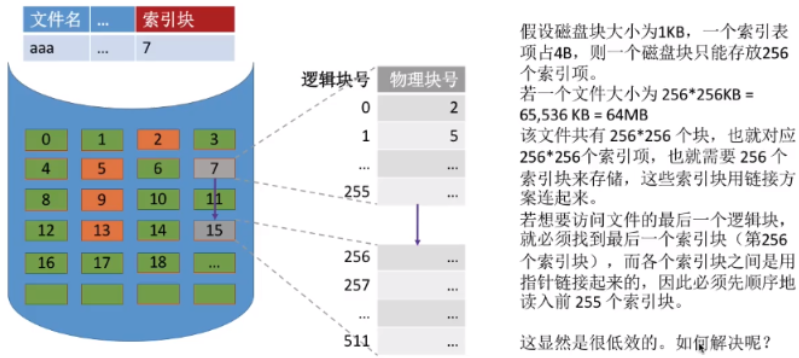 文件名 ... 索引块
aaa ... 7
逻辑块号 物理块号
0 2
1 5
... ...
255 ...
256 ...
257 ...
... ...
511 ...
0 1 2 3
4 5 6 7
8 9 10 11
12 13 14 15
16 17 18 ...
假设磁盘块大小为1KB，一个索引表
项占4B，则一个磁盘块只能存放256
个索引项。
若一个文件大小为 256*256KB =
65,536 KB = 64MB
该文件共有 256*256 个块，也就对应
256*256个索引项，也就需要 256 个
索引块来存储，这些索引块用链接方
案连起来。
若想要访问文件的最后一个逻辑块，
就必须找到最后一个索引块（第256
个索引块），而各个索引块之间是用
指针链接起来的，因此必须先顺序地
读入前 255 个索引块。
这显然是很低效的。如何解决呢？